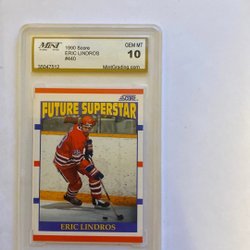 MINT
1990 Score
ERIC LINDROS
#440
GEM MT
10
MintGrading.com
SCORE
FUTURE SUPERSTAR
ERIC LINDROS